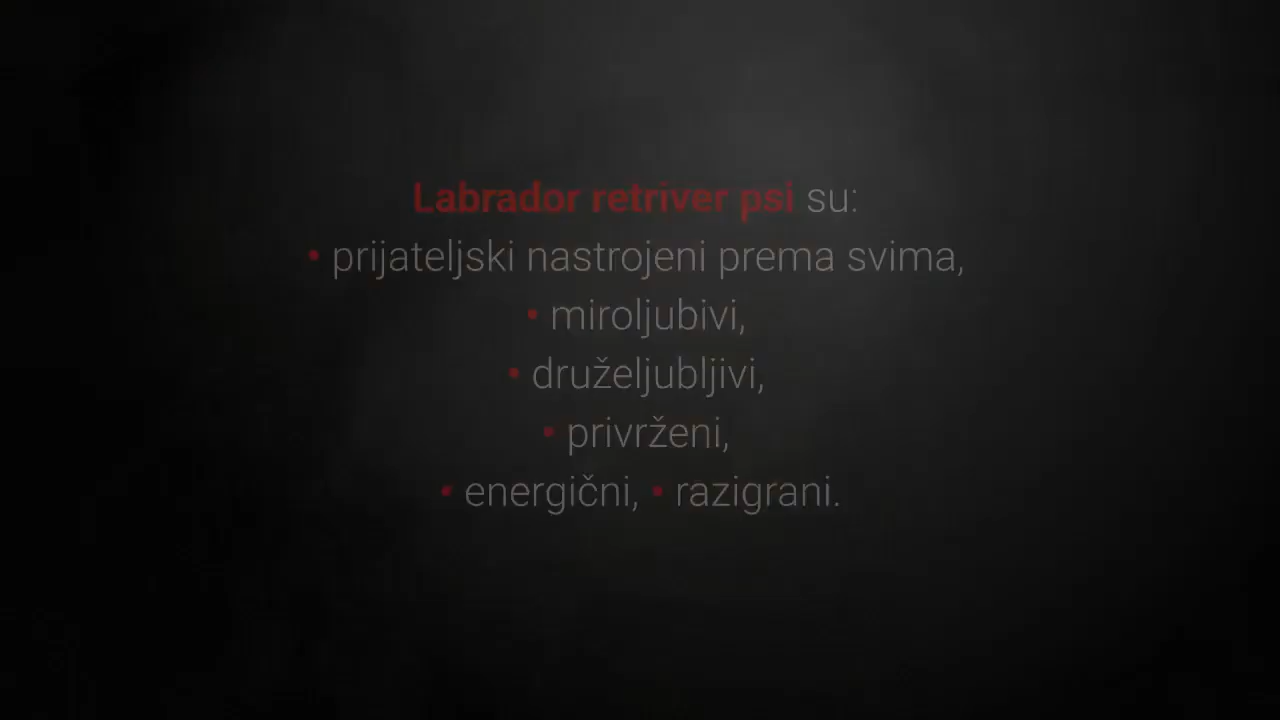 Labrador retriver psi su:
• prijateljski nastrojeni prema svima,
• miroljubivi,
• druželjubljivi,
• privrženi,
• energični, • razigrani.